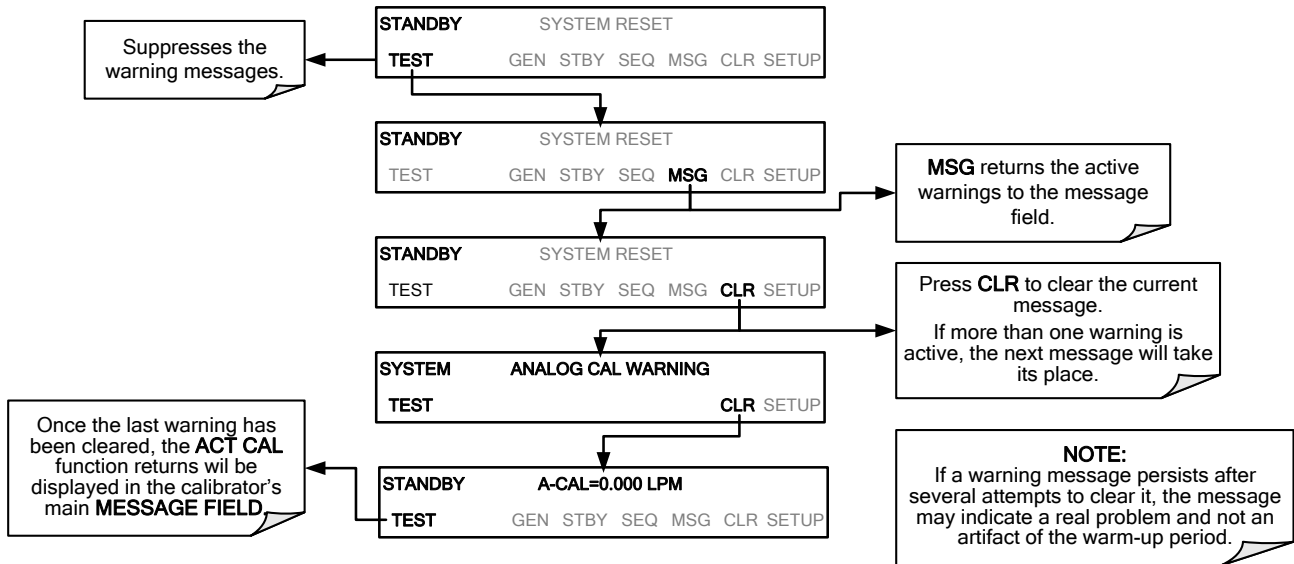 Suppresses the
warning messages.
STANDBY SYSTEM RESET
TEST GEN STBY SEQ MSG CLR SETUP
STANDBY SYSTEM RESET
TEST GEN STBY SEQ MSG CLR SETUP
MSG returns the active
warnings to the message
field.
STANDBY SYSTEM RESET
TEST GEN STBY SEQ MSG CLR SETUP
Press CLR to clear the current
message.
If more than one warning is
active, the next message will take
its place.
SYSTEM ANALOG CAL WARNING
TEST CLR SETUP
Once the last warning has
been cleared, the ACT CAL
function returns wil be
displayed in the calibrator's
main MESSAGE FIELD.
STANDBY A-CAL=0.000 LPM
TEST GEN STBY SEQ MSG CLR SETUP
NOTE:
If a warning message persists after
several attempts to clear it, the message
may indicate a real problem and not an
artifact of the warm-up period.